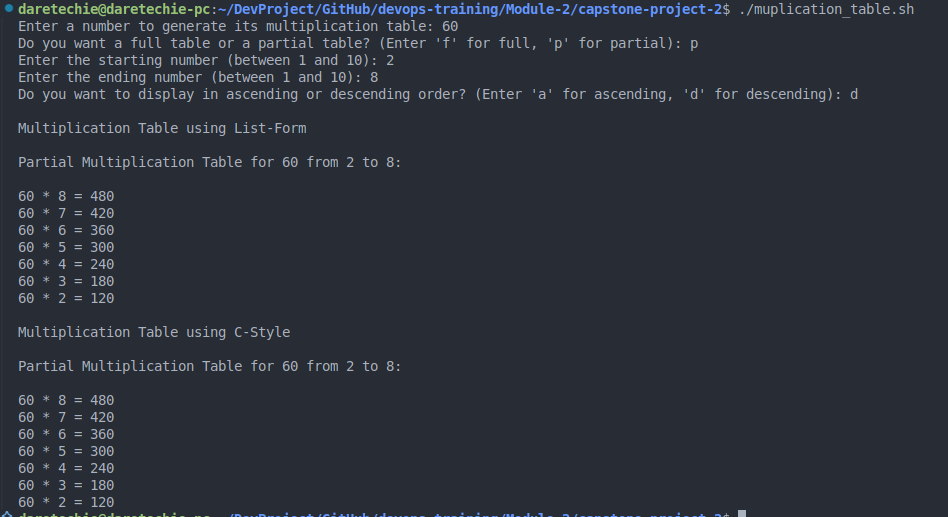 daretechie@daretechie-pc:~/DevProject/GitHub/devops-training/Module-2/capstone-project-2$ ./muplication_table.sh
Enter a number to generate its multiplication table: 60
Do you want a full table or a partial table? (Enter 'f' for full, 'p' for partial): p
Enter the starting number (between 1 and 10): 2
Enter the ending number (between 1 and 10): 8
Do you want to display in ascending or descending order? (Enter 'a' for ascending, 'd' for descending): d
Multiplication Table using List-Form
Partial Multiplication Table for 60 from 2 to 8:
60 * 8 = 480
60 * 7 = 420
60 * 6 = 360
60 * 5 = 300
60 * 4 = 240
60 * 3 = 180
60 * 2 = 120
Multiplication Table using C-Style
Partial Multiplication Table for 60 from 2 to 8:
60 * 8 = 480
60 * 7 = 420
60 * 6 = 360
60 * 5 = 300
60 * 4 = 240
60 * 3 = 180
60 * 2 = 120
daretechie@daretechie-pc:~/DevProject/GitHub/devops-training/Module-2/capstone-project-2$